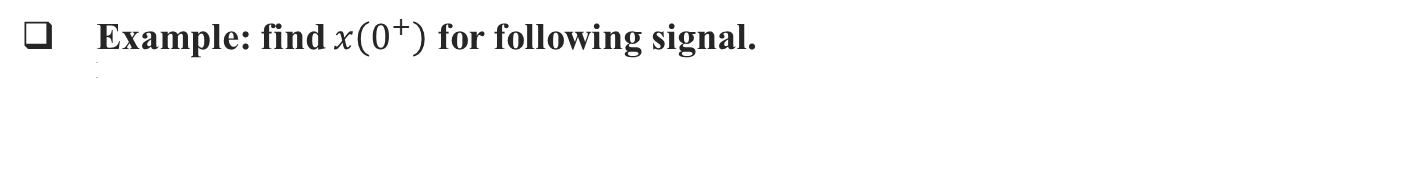 ❑ Example: find x(0⁺) for following signal.